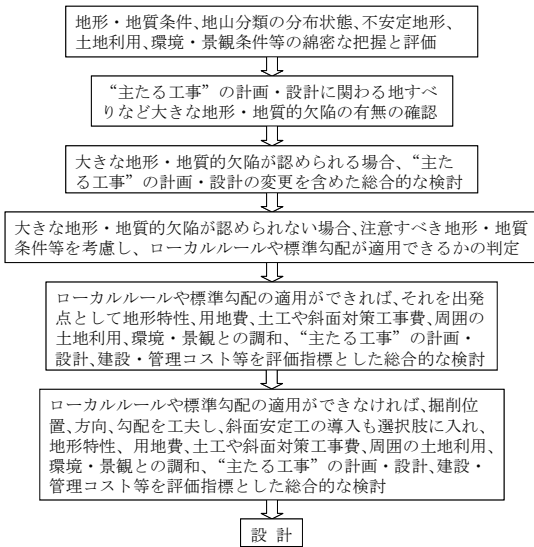 地形・地質条件、地山分類の分布状態、不安定地形、
土地利用、環境・景観条件等の綿密な把握と評価
“主たる工事”の計画・設計に関わる地すべ
りなど大きな地形・地質的欠陥の有無の確認
大きな地形・地質的欠陥が認められる場合、“主た
る工事”の計画・設計の変更を含めた総合的な検討
大きな地形・地質的欠陥が認められない場合、注意すべき地形・地質
条件等を考慮し、ローカルルールや標準勾配が適用できるかの判定
ローカルルールや標準勾配の適用ができれば、それを出発
点として地形特性、用地費、土工や斜面対策工事費、周囲の
土地利用、環境・景観との調和、“主たる工事”の計画・
設計、建設・管理コスト等を評価指標とした総合的な検討
ローカルルールや標準勾配の適用ができなければ、掘削位
置、方向、勾配を工夫し、斜面安定工の導入も選択肢に入れ、
地形特性、用地費、土工や斜面対策工事費、周囲の土地利用、
環境・景観との調和、“主たる工事”の計画・設計、建設・
管理コスト等を評価指標とした総合的な検討
設 計